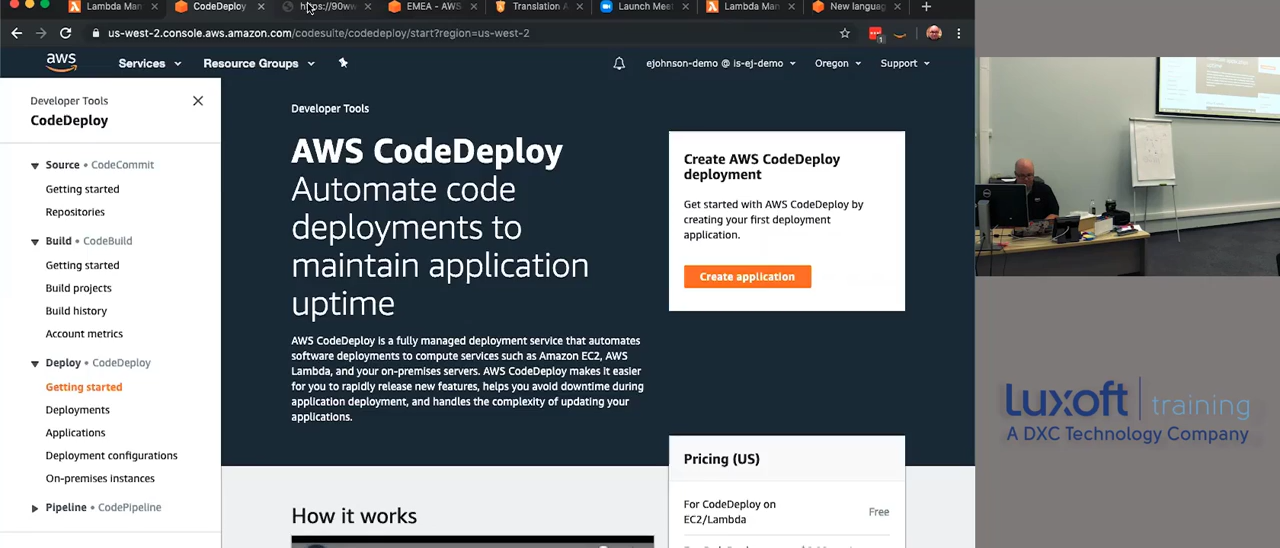 Lambda Man
CodeDeploy
https://90ww
EMEA - AWS
Translation A
Launch Meet
Lambda Man
New languag
us-west-2.console.aws.amazon.com/codesuite/codedeploy/start?region=us-west-2
1
aws
Services
Resource Groups
ejohnson-demo @ is-ej-demo
Oregon
Support
Developer Tools
CodeDeploy
Source • CodeCommit
Getting started
Repositories
Build • CodeBuild
Getting started
Build projects
Build history
Account metrics
Deploy • CodeDeploy
Getting started
Deployments
Applications
Deployment configurations
On-premises instances
Pipeline • CodePipeline
Developer Tools
AWS CodeDeploy
Automate code
deployments to
maintain application
uptime
AWS CodeDeploy is a fully managed deployment service that automates
software deployments to compute services such as Amazon EC2, AWS
Lambda, and your on-premises servers. AWS CodeDeploy makes it easier
for you to rapidly release new features, helps you avoid downtime during
application deployment, and handles the complexity of updating your
applications.
How it works
Create AWS CodeDeploy
deployment
Get started with AWS CodeDeploy by
creating your first deployment
application.
Create application
Pricing (US)
For CodeDeploy on
EC2/Lambda
Free
luxoft training
A DXC Technology Company